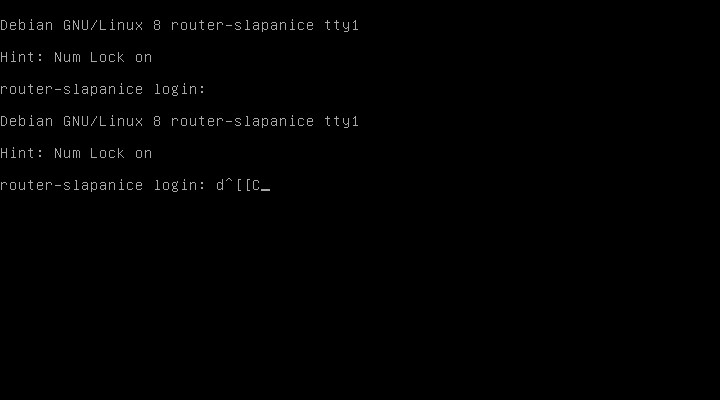 Debian GNU/Linux 8 router-slapanice tty1
Hint: Num Lock on
router-slapanice login:
Debian GNU/Linux 8 router-slapanice tty1
Hint: Num Lock on
router-slapanice login: d^[[C_